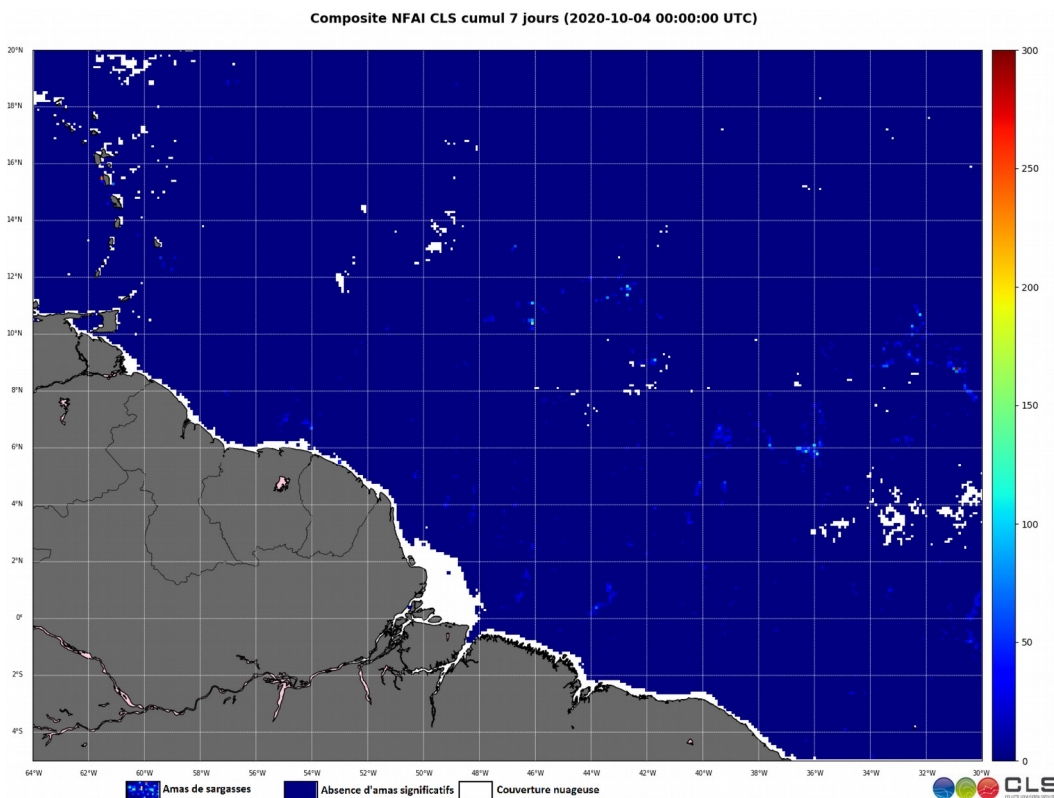 Composite NFAI CLS cumul 7 jours (2020-10-04 00:00:00 UTC)
20°N
18°N
16°N
14°N
12°N
10°N
8°N
6°N
4°N
2°N
0°
2°S
4°S
64°W 62°W 60°W 58°W 56°W 54°W 52°W 50°W 48°W 46°W 44°W 42°W 40°W 38°W 36°W 34°W 32°W 30°W
300
250
200
150
100
50
0
Amas de sargasses Absence d'amas significatifs Couverture nuageuse
CLS